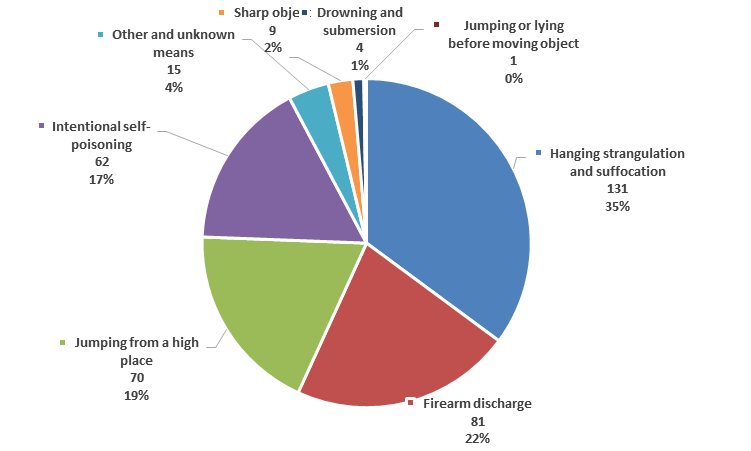 Sharp obje
9
2%
Drowning and
submersion
4
1%
Jumping or lying
before moving object
1
0%
Other and unknown
means
15
4%
Hanging strangulation
and suffocation
131
35%
Intentional self-
poisoning
62
17%
Jumping from a high
place
70
19%
Firearm discharge
81
22%